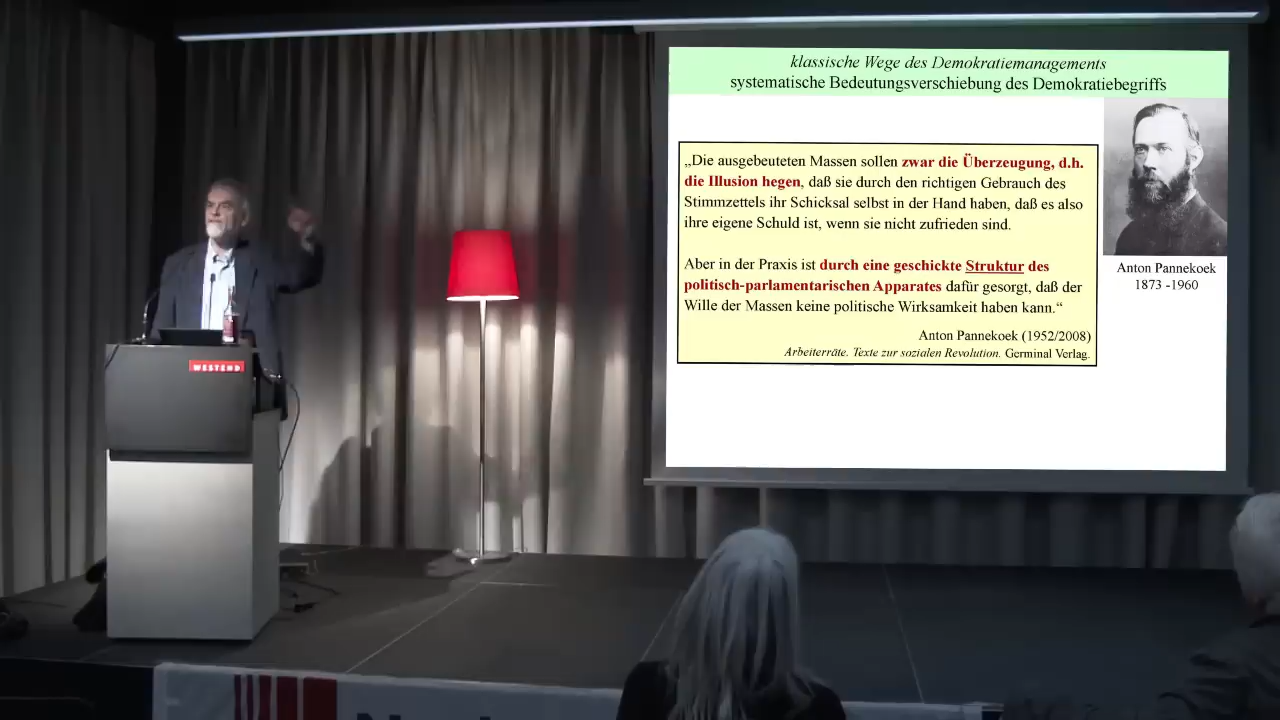 klassische Wege des Demokratiemanagements
systematische Bedeutungsverschiebung des Demokratiebegriffs
„Die ausgebeuteten Massen sollen zwar die Überzeugung, d.h.
die Illusion hegen, daß sie durch den richtigen Gebrauch des
Stimmzettels ihr Schicksal selbst in der Hand haben, daß es also
ihre eigene Schuld ist, wenn sie nicht zufrieden sind.
Aber in der Praxis ist durch eine geschickte Struktur des
politisch-parlamentarischen Apparates dafür gesorgt, daß der
Wille der Massen keine politische Wirksamkeit haben kann.“
Anton Pannekoek (1952/2008)
Arbeiterräte. Texte zur sozialen Revolution. Germinal Verlag.
Anton Pannekoek
1873 -1960
WESTEND